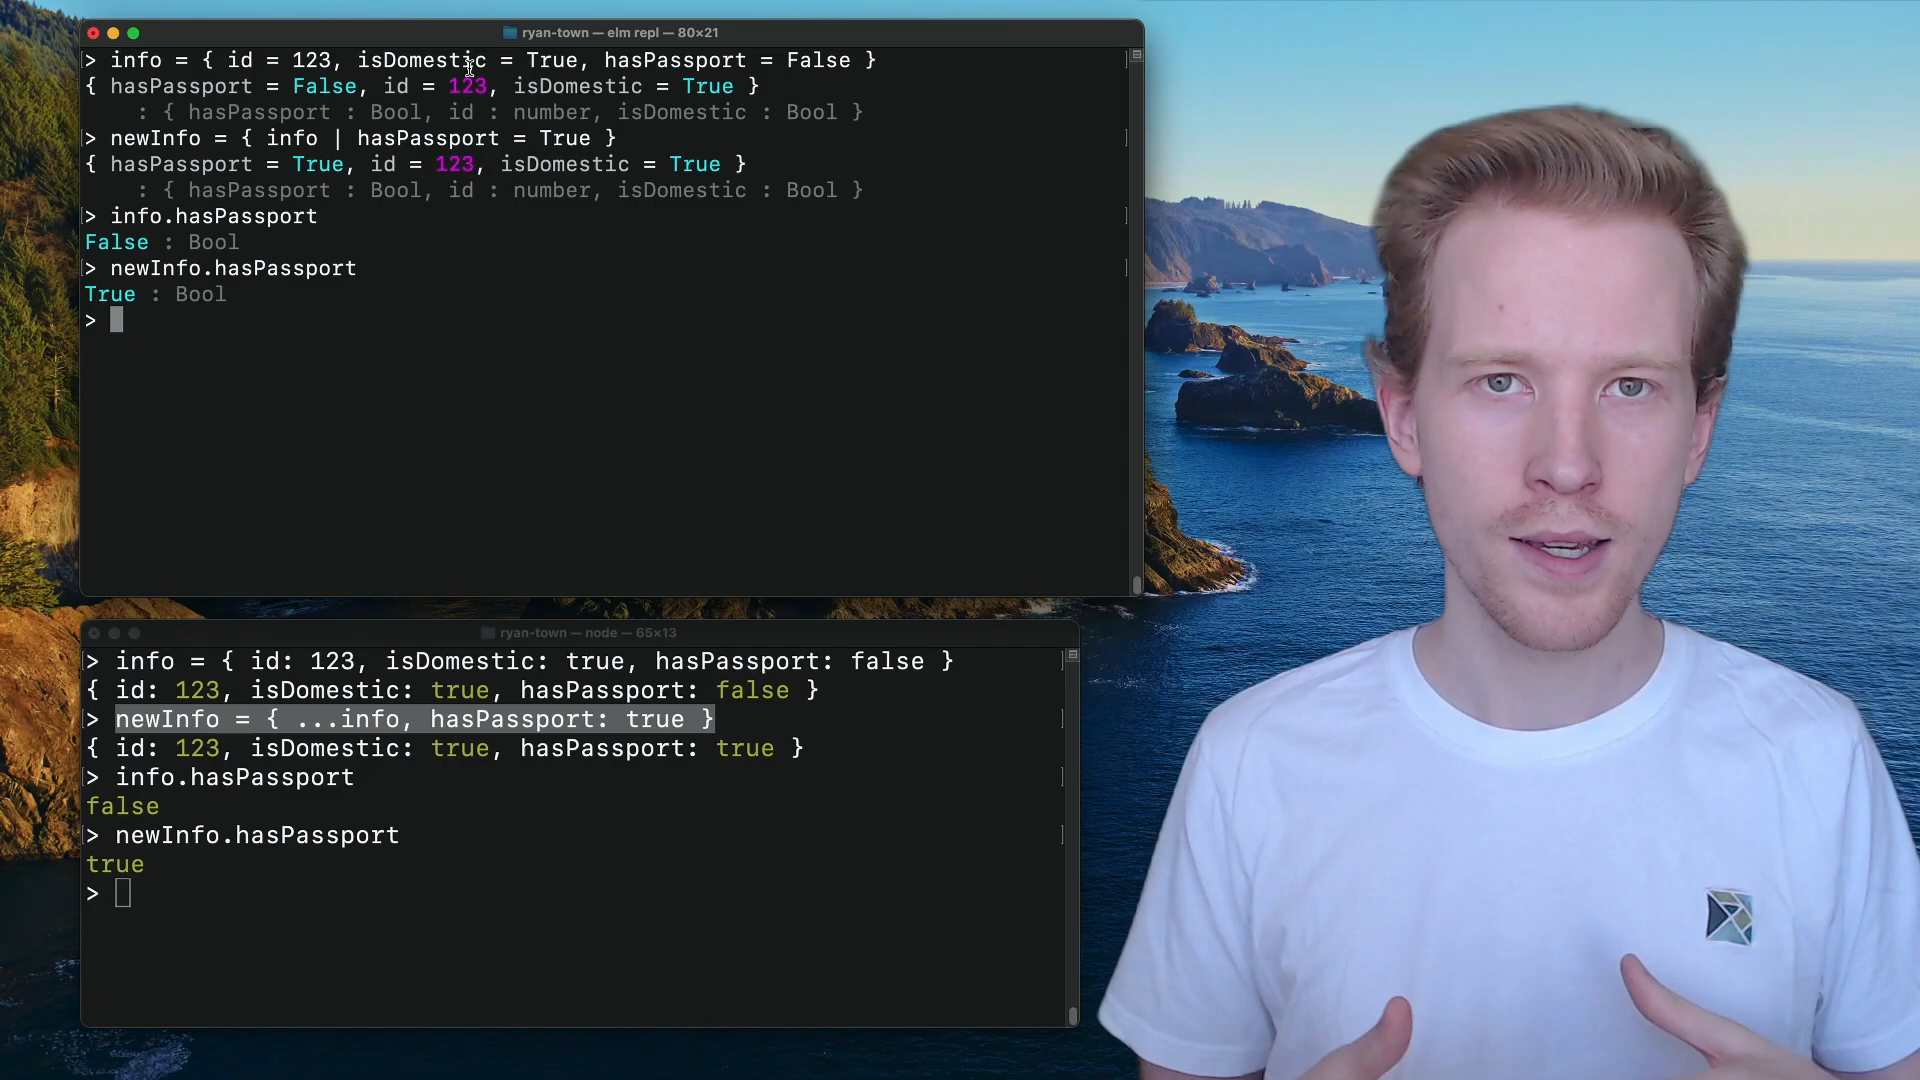 ryan-town — elm repl — 80×21
> info = { id = 123, isDomestic = True, hasPassport = False }
{ hasPassport = False, id = 123, isDomestic = True }
: { hasPassport : Bool, id : number, isDomestic : Bool }
> newInfo = { info | hasPassport = True }
{ hasPassport = True, id = 123, isDomestic = True }
: { hasPassport : Bool, id : number, isDomestic : Bool }
> info.hasPassport
False : Bool
> newInfo.hasPassport
True : Bool
>
ryan-town — node — 65×13
> info = { id: 123, isDomestic: true, hasPassport: false }
{ id: 123, isDomestic: true, hasPassport: false }
> newInfo = { ...info, hasPassport: true }
{ id: 123, isDomestic: true, hasPassport: true }
> info.hasPassport
false
> newInfo.hasPassport
true
>